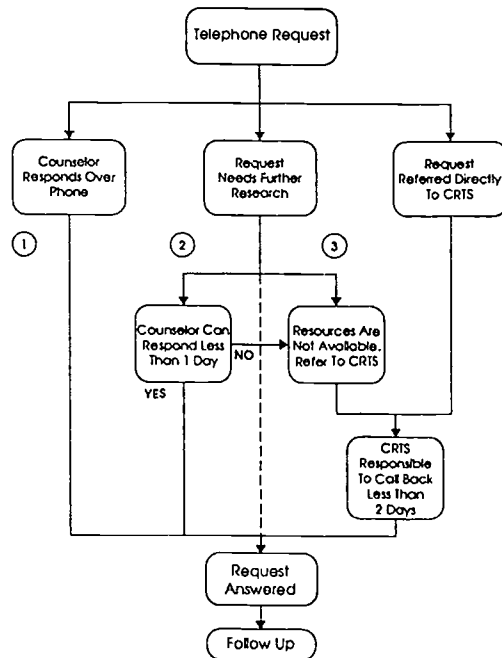 Telephone Request
Counselor
Responds Over
Phone
Request
Needs Further
Research
Request
Referred Directly
To CRTS
1
2
3
Counselor Can
Respond Less
Than 1 Day
NO
YES
Resources Are
Not Available.
Refer To CRTS
CRTS
Responsible
To Call Back
Less Than
2 Days
Request
Answered
Follow Up